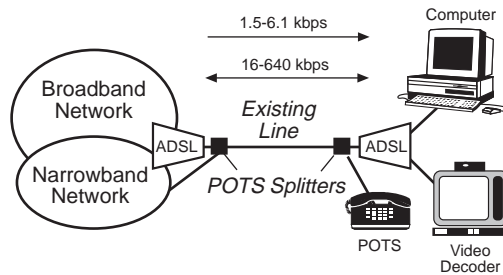 Computer
1.5-6.1 kbps
16-640 kbps
Broadband
Network
Existing
Line
ADSL
ADSL
Narrowband
Network
POTS Splitters
POTS
Video
Decoder